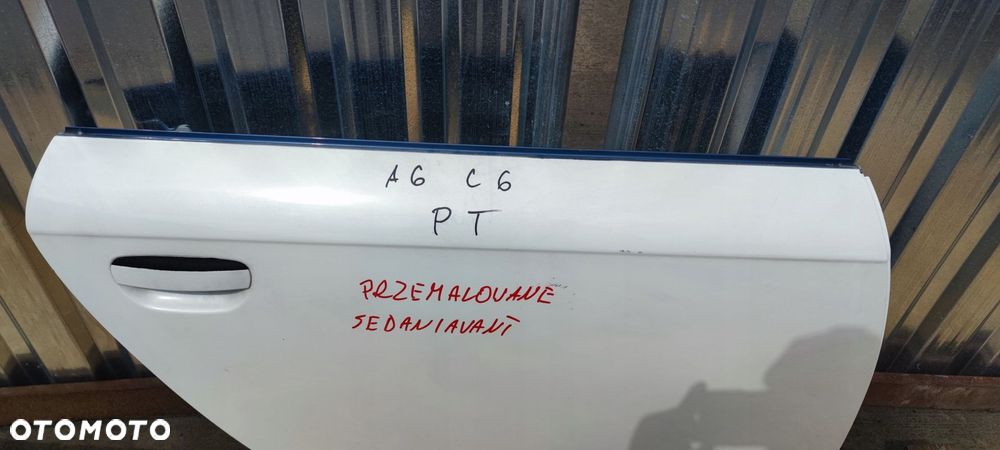 A6 C6
PT
PRZEMALOWANE
SEDAN/AVANT
OTOMOTO